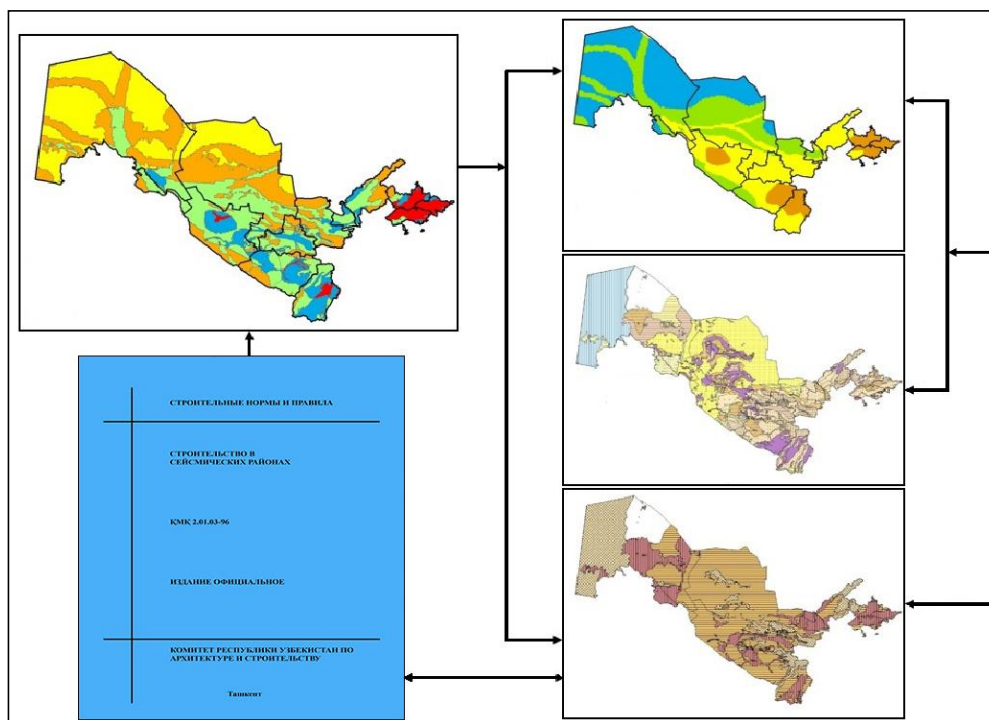 СТРОИТЕЛЬНЫЕ НОРМЫ И ПРАВИЛА
СТРОИТЕЛЬСТВО В
СЕЙСМИЧЕСКИХ РАЙОНАХ
ҚМҚ 2.01.03-96
ИЗДАНИЕ ОФИЦИАЛЬНОЕ
КОМИТЕТ РЕСПУБЛИКИ УЗБЕКИСТАН ПО
АРХИТЕКТУРЕ И СТРОИТЕЛЬСТВУ
Ташкент